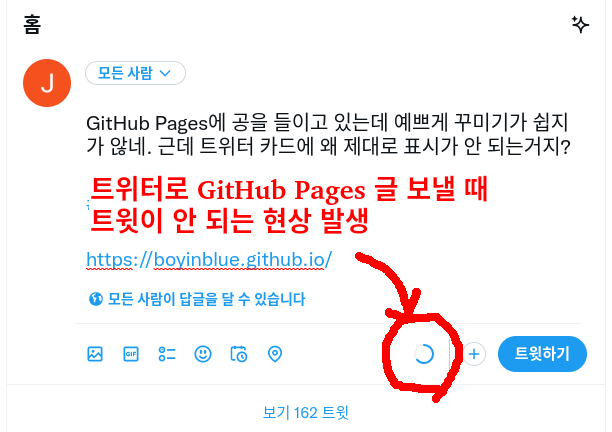 홈
J
모든 사람
GitHub Pages에 공을 들이고 있는데 예쁘게 꾸미기가 쉽지
가 않네. 근데 트위터 카드에 왜 제대로 표시가 안 되는거지?
트위터로 GitHub Pages 글 보낼 때
트윗이 안 되는 현상 발생
https://boyinblue.github.io/
모든 사람이 답글을 달 수 있습니다
GIF
+
트윗하기
보기 162 트윗